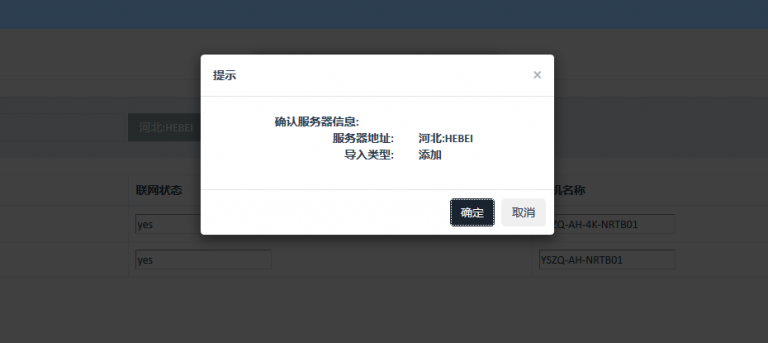 提示 ×
确认服务器信息:
服务器地址: 河北:HEBEI
导入类型: 添加
确定 取消
河北:HEBEI
联网状态 机名称
yes ZQ-AH-4K-NRTB01
yes YSZQ-AH-NRTB01